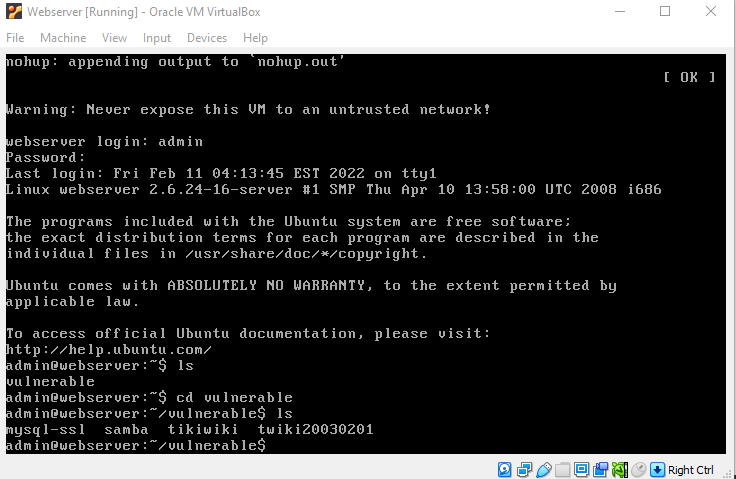 Webserver [Running] - Oracle VM VirtualBox
File Machine View Input Devices Help
nohup: appending output to `nohup.out'
[ OK ]
Warning: Never expose this VM to an untrusted network!
webserver login: admin
Password:
Last login: Fri Feb 11 04:13:45 EST 2022 on tty1
Linux webserver 2.6.24-16-server #1 SMP Thu Apr 10 13:58:00 UTC 2008 i686
The programs included with the Ubuntu system are free software;
the exact distribution terms for each program are described in the
individual files in /usr/share/doc/*/copyright.
Ubuntu comes with ABSOLUTELY NO WARRANTY, to the extent permitted by
applicable law.
To access official Ubuntu documentation, please visit:
http://help.ubuntu.com/
admin@webserver:~$ ls
vulnerable
admin@webserver:~$ cd vulnerable
admin@webserver:~/vulnerable$ ls
mysql-ssl samba tikiwiki twiki20030201
admin@webserver:~/vulnerable$
Right Ctrl